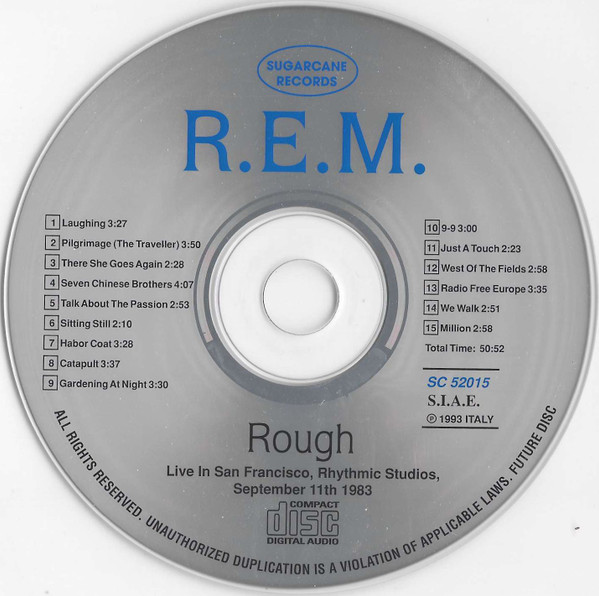 SUGARCANE
RECORDS
R.E.M.
1 Laughing 3:27
2 Pilgrimage (The Traveller) 3:50
3 There She Goes Again 2:28
4 Seven Chinese Brothers 4:07
5 Talk About The Passion 2:53
6 Sitting Still 2:10
7 Habor Coat 3:28
8 Catapult 3:37
9 Gardening At Night 3:30
10 9-9 3:00
11 Just A Touch 2:23
12 West Of The Fields 2:58
13 Radio Free Europe 3:35
14 We Walk 2:51
15 Million 2:58
Total Time: 50:52
SC 52015
S.I.A.E.
℗ 1993 ITALY
Rough
Live In San Francisco, Rhythmic Studios,
September 11th 1983
COMPACT
disc
DIGITAL AUDIO
ALL RIGHTS RESERVED. UNAUTHORIZED DUPLICATION IS A VIOLATION OF APPLICABLE LAWS. FUTURE DISC